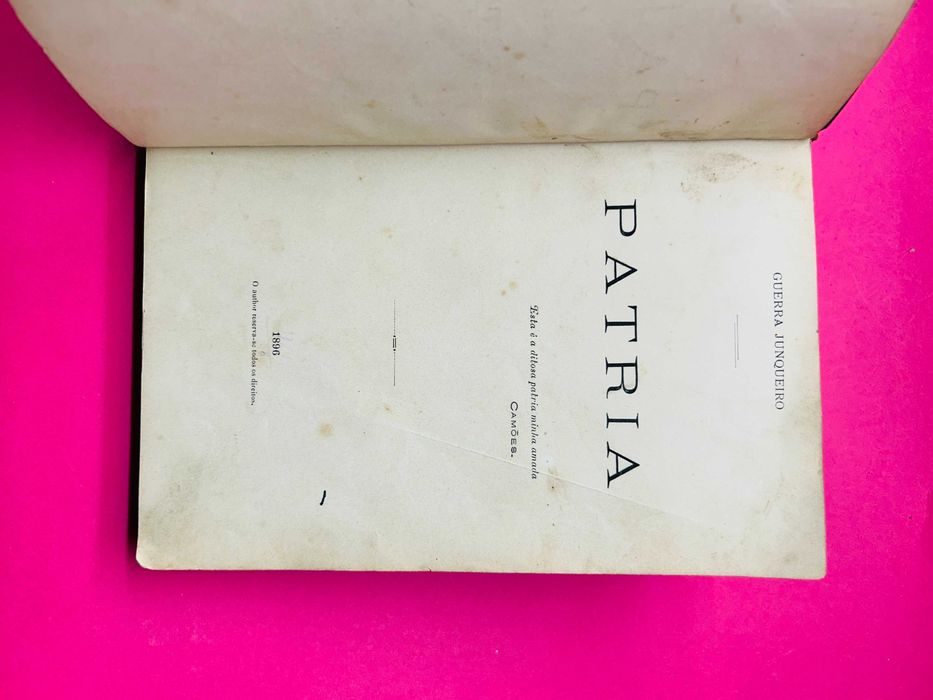 GUERRA JUNQUEIRO
PATRIA
Esta é a ditosa patria minha amada
CAMÕES.
1896
O author reserva-se todos os direitos.